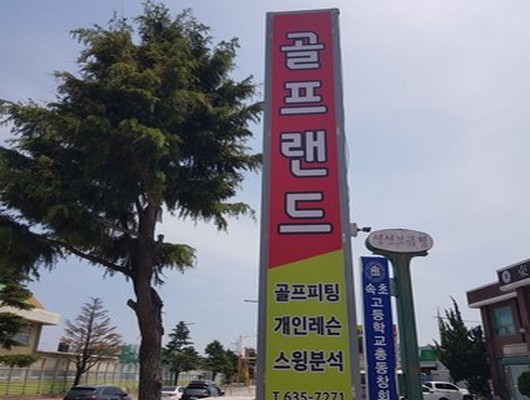 골프랜드
골프피팅
개인레슨
스윙분석
T.635-7271
속초고등학교총동창회